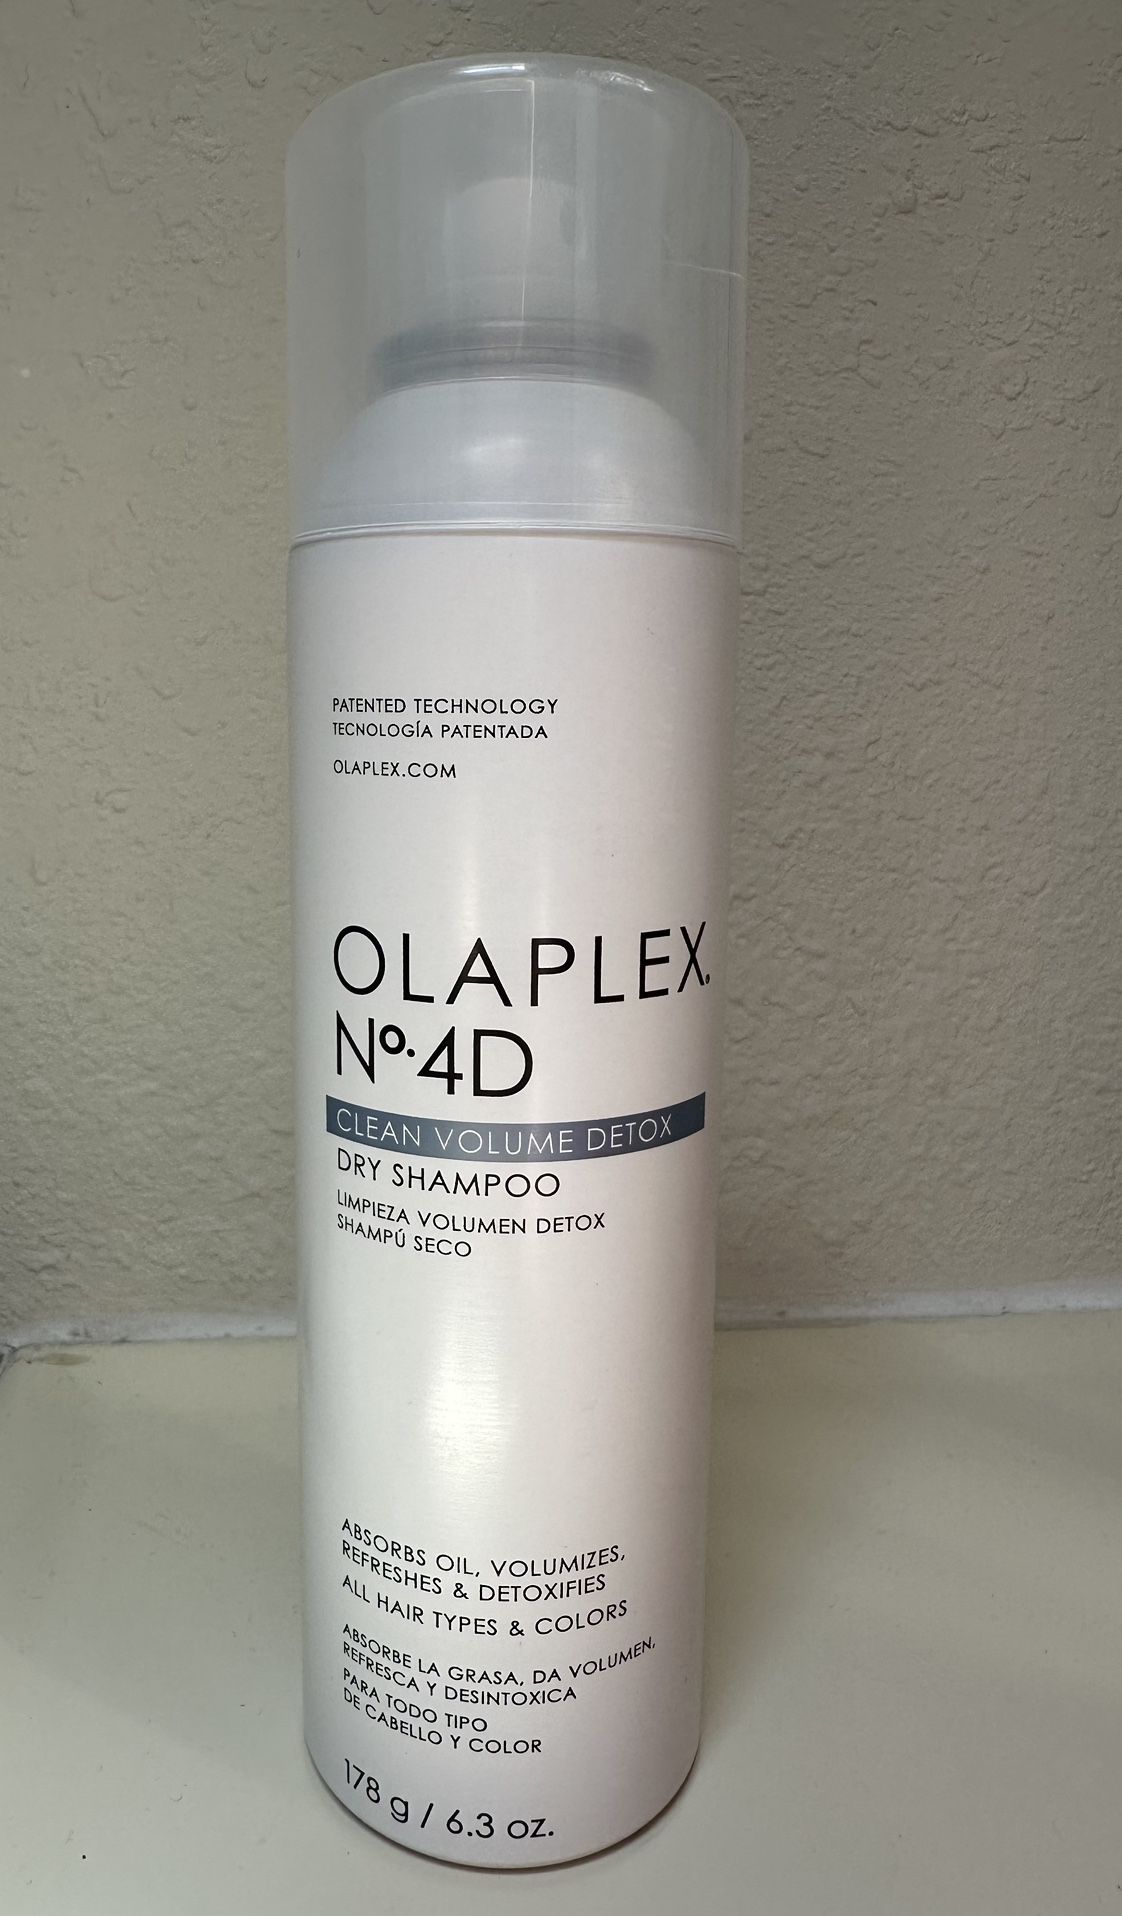 PATENTED TECHNOLOGY
TECNOLOGÍA PATENTADA
OLAPLEX.COM
OLAPLEX®
Nº.4D
CLEAN VOLUME DETOX
DRY SHAMPOO
LIMPIEZA VOLUMEN DETOX
SHAMPÚ SECO
ABSORBS OIL, VOLUMIZES,
REFRESHES & DETOXIFIES
ALL HAIR TYPES & COLORS
ABSORBE LA GRASA, DA VOLUMEN,
REFRESCA Y DESINTOXICA
PARA TODO TIPO
DE CABELLO Y COLOR
178 g / 6.3 oz.